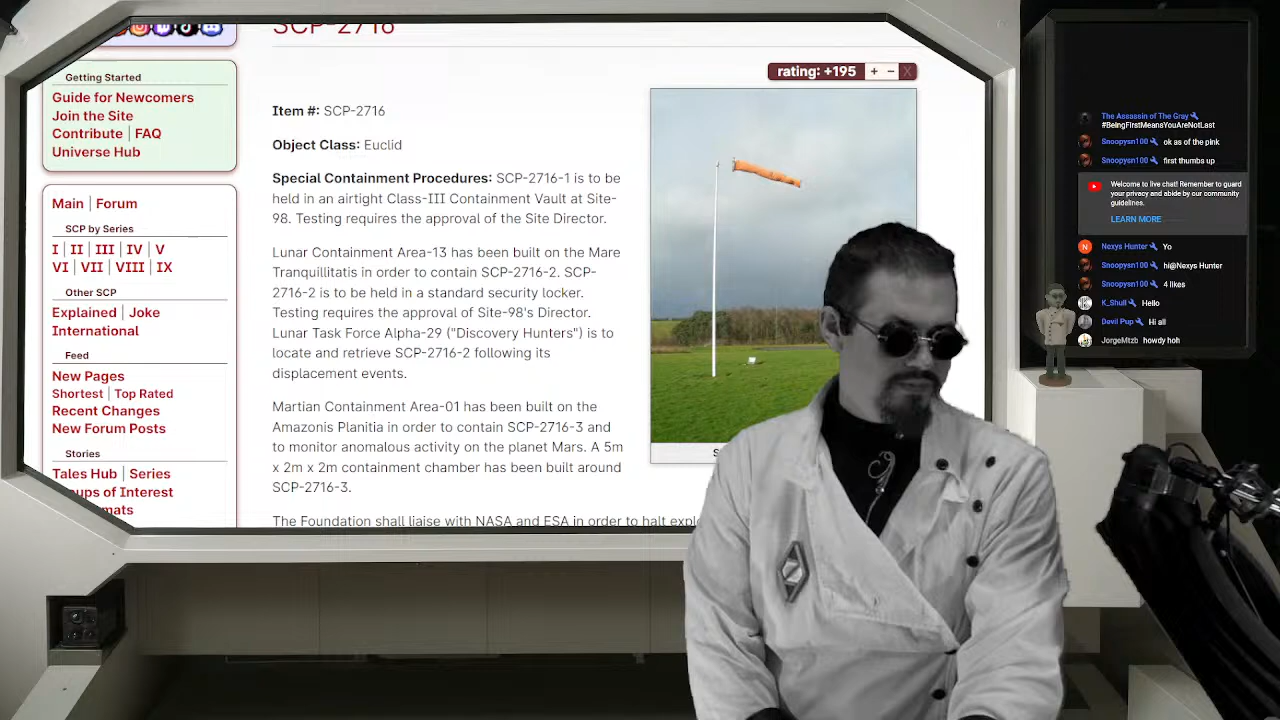 SCP-2716
Getting Started
Guide for Newcomers
Join the Site
Contribute | FAQ
Universe Hub
Main | Forum
SCP by Series
I | II | III | IV | V
VI | VII | VIII | IX
Other SCP
Explained | Joke
International
Feed
New Pages
Shortest | Top Rated
Recent Changes
New Forum Posts
Stories
Tales Hub | Series
of Interest
rating: +195 + − X
Item #: SCP-2716
Object Class: Euclid
Special Containment Procedures: SCP-2716-1 is to be
held in an airtight Class-III Containment Vault at Site-
98. Testing requires the approval of the Site Director.
Lunar Containment Area-13 has been built on the Mare
Tranquillitatis in order to contain SCP-2716-2. SCP-
2716-2 is to be held in a standard security locker.
Testing requires the approval of Site-98's Director.
Lunar Task Force Alpha-29 ("Discovery Hunters") is to
locate and retrieve SCP-2716-2 following its
displacement events.
Martian Containment Area-01 has been built on the
Amazonis Planitia in order to contain SCP-2716-3 and
to monitor anomalous activity on the planet Mars. A 5m
x 2m x 2m containment chamber has been built around
SCP-2716-3.
The Foundation shall liaise with NASA and ESA in order to halt
The Assassin of The Gray
#BeingFirstMeansYouAreNotLast
Snoopysn100 ok as of the pink
Snoopysn100 first thumbs up
Welcome to live chat! Remember to guard
your privacy and abide by our community
guidelines.
LEARN MORE
N Nexys Hunter Yo
Snoopysn100 hi@Nexys Hunter
Snoopysn100 4 likes
K_Shull Hello
Devil Pup Hi all
JorgeMtzb howdy hoh